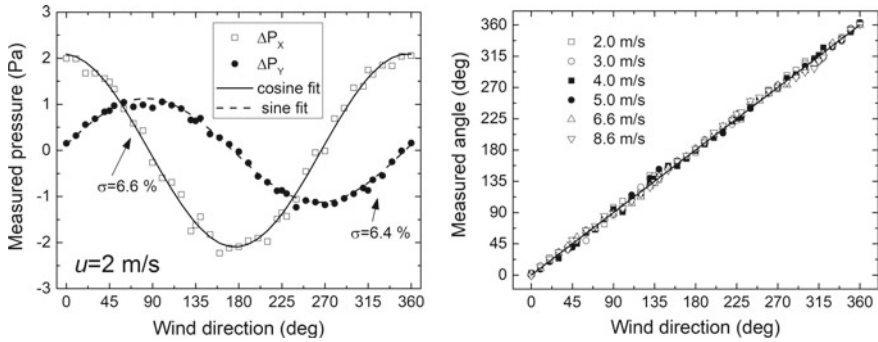 Measured pressure (Pa)
3
2
1
0
-1
-2
-3
ΔP_X
ΔP_Y
cosine fit
sine fit
σ=6.6 %
σ=6.4 %
u=2 m/s
0 45 90 135 180 225 270 315 360
Wind direction (deg)
Measured angle (deg)
360
315
270
225
180
135
90
45
0
2.0 m/s
3.0 m/s
4.0 m/s
5.0 m/s
6.6 m/s
8.6 m/s
0 45 90 135 180 225 270 315 360
Wind direction (deg)